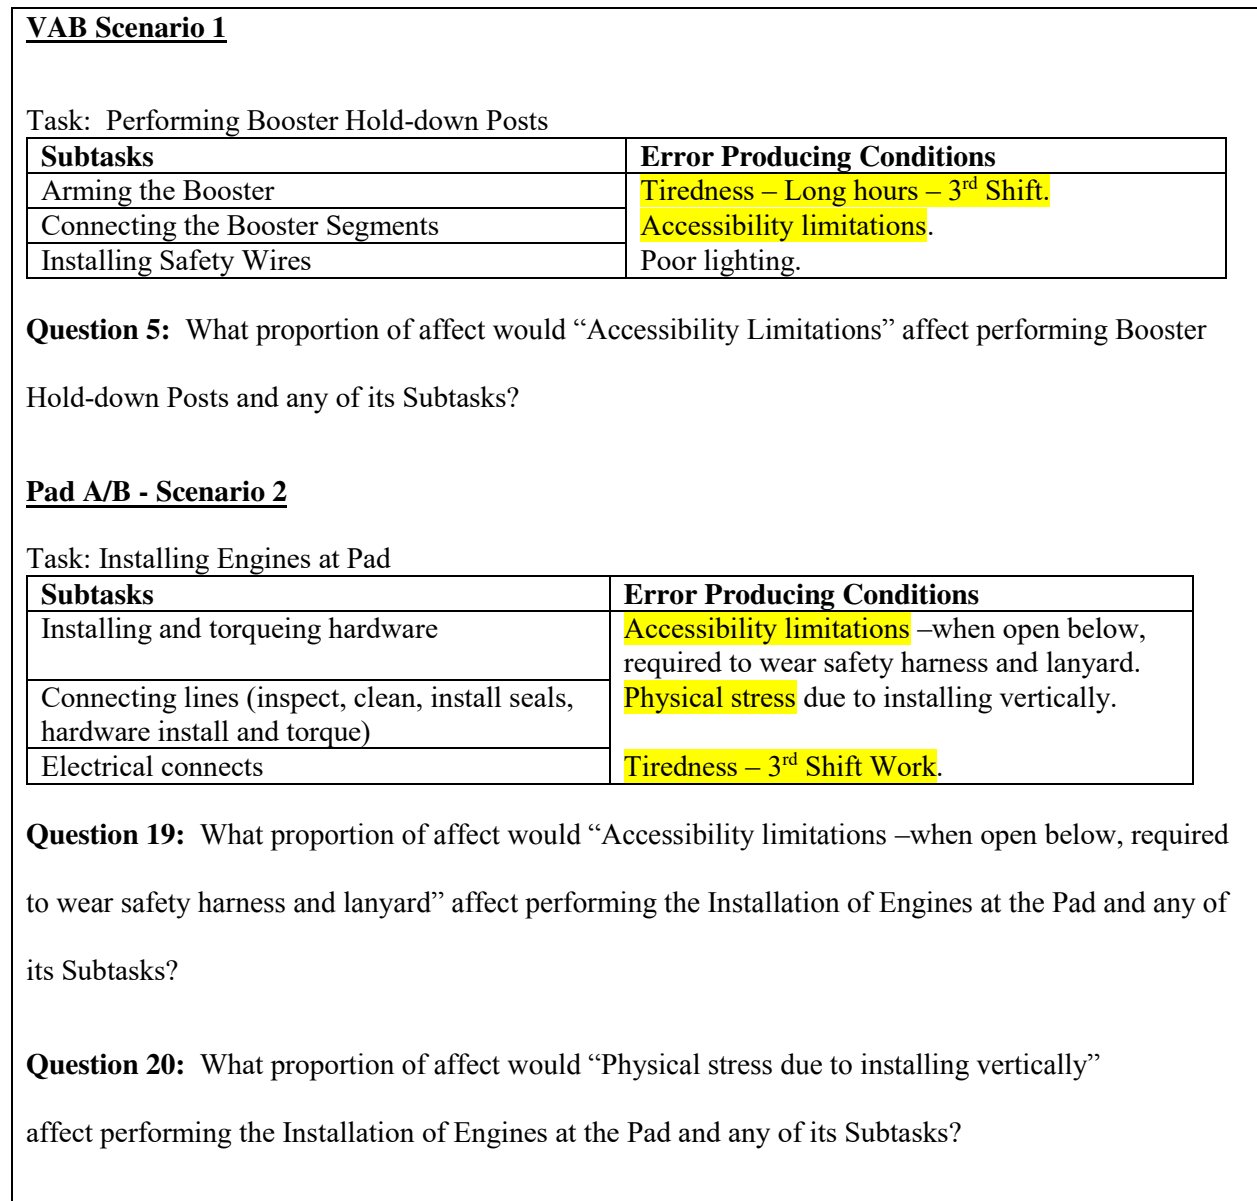 VAB Scenario 1
Task:  Performing Booster Hold-down Posts
Subtasks
Error Producing Conditions
Arming the Booster
Tiredness – Long hours – 3rd Shift.
Connecting the Booster Segments
Accessibility limitations.
Installing Safety Wires
Poor lighting.
Question 5:  What proportion of affect would “Accessibility Limitations” affect performing Booster
Hold-down Posts and any of its Subtasks?
Pad A/B - Scenario 2
Task: Installing Engines at Pad
Subtasks
Error Producing Conditions
Installing and torqueing hardware
Accessibility limitations –when open below,
required to wear safety harness and lanyard.
Connecting lines (inspect, clean, install seals,
hardware install and torque)
Physical stress due to installing vertically.
Electrical connects
Tiredness – 3rd Shift Work.
Question 19:  What proportion of affect would “Accessibility limitations –when open below, required
to wear safety harness and lanyard” affect performing the Installation of Engines at the Pad and any of
its Subtasks?
Question 20:  What proportion of affect would “Physical stress due to installing vertically”
affect performing the Installation of Engines at the Pad and any of its Subtasks?